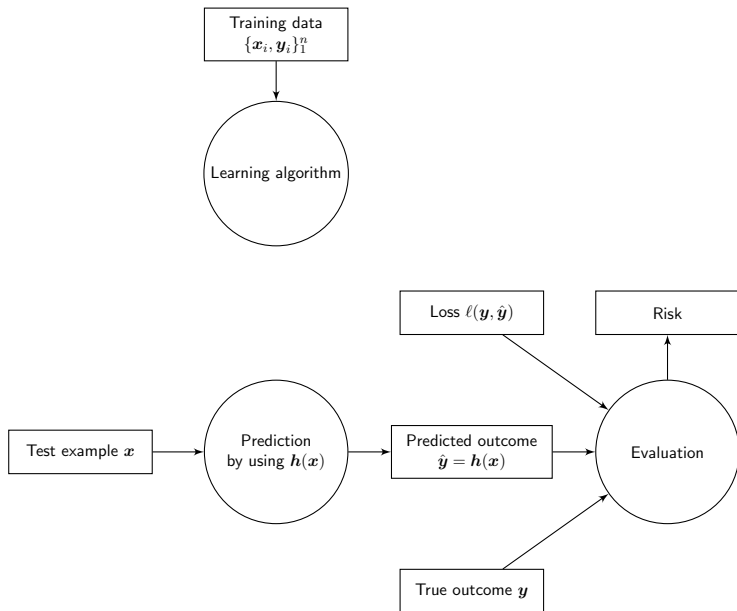 Training data
{x_i, y_i}_1^n
Learning algorithm
Loss ℓ(y, ŷ)
Risk
Test example x
Prediction
by using h(x)
Predicted outcome
ŷ = h(x)
Evaluation
True outcome y